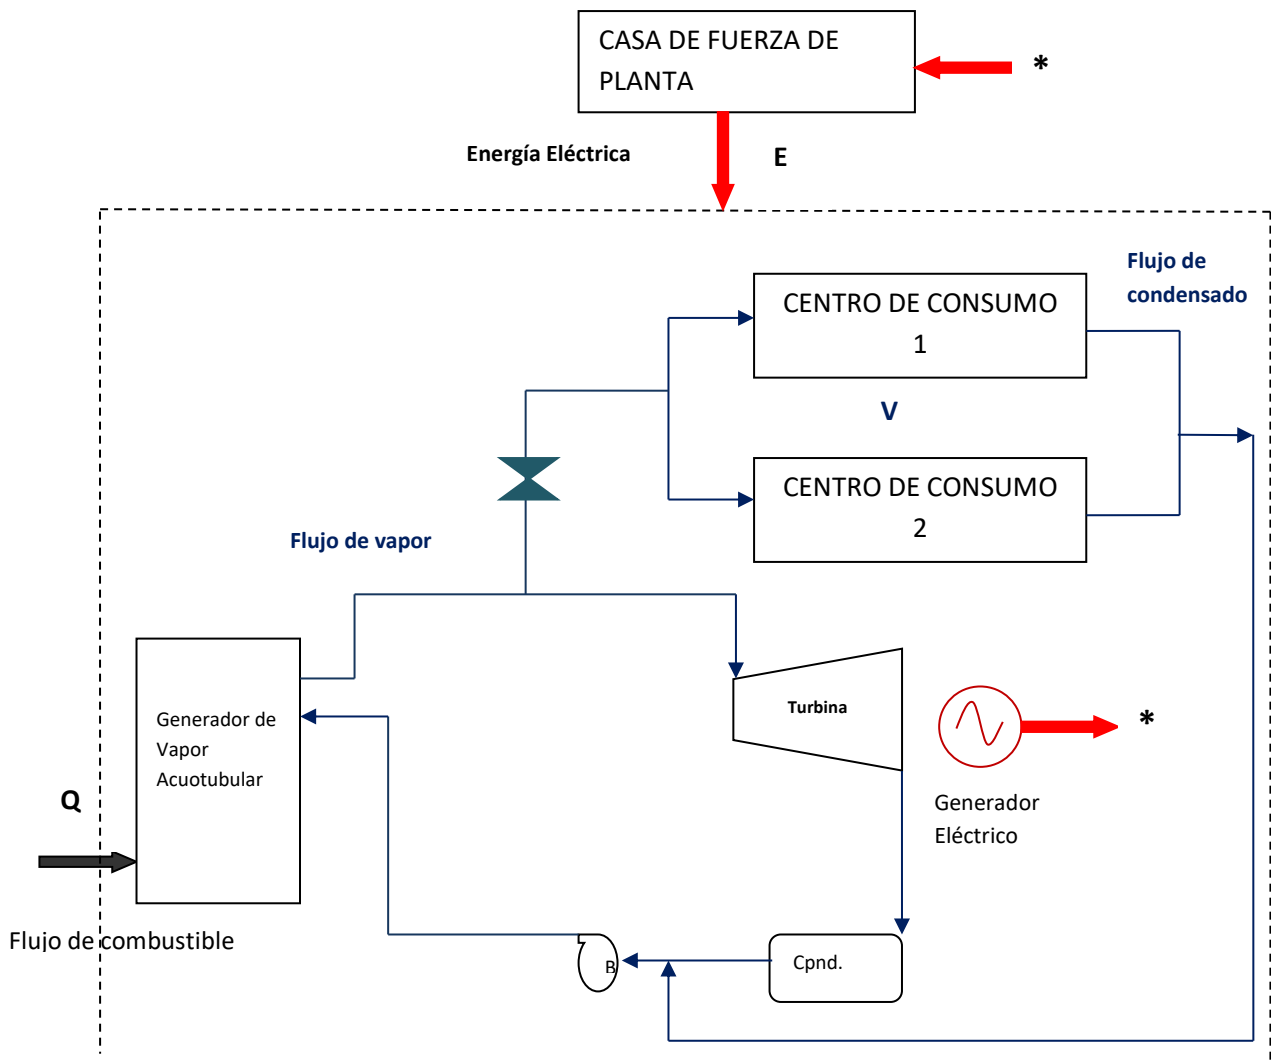 CASA DE FUERZA DE
PLANTA
*
Energía Eléctrica
E
Flujo de
condensado
CENTRO DE CONSUMO
1
V
CENTRO DE CONSUMO
2
Flujo de vapor
Generador de
Vapor
Acuotubular
Turbina
*
Generador
Eléctrico
Q
Flujo de combustible
B
Cpnd.